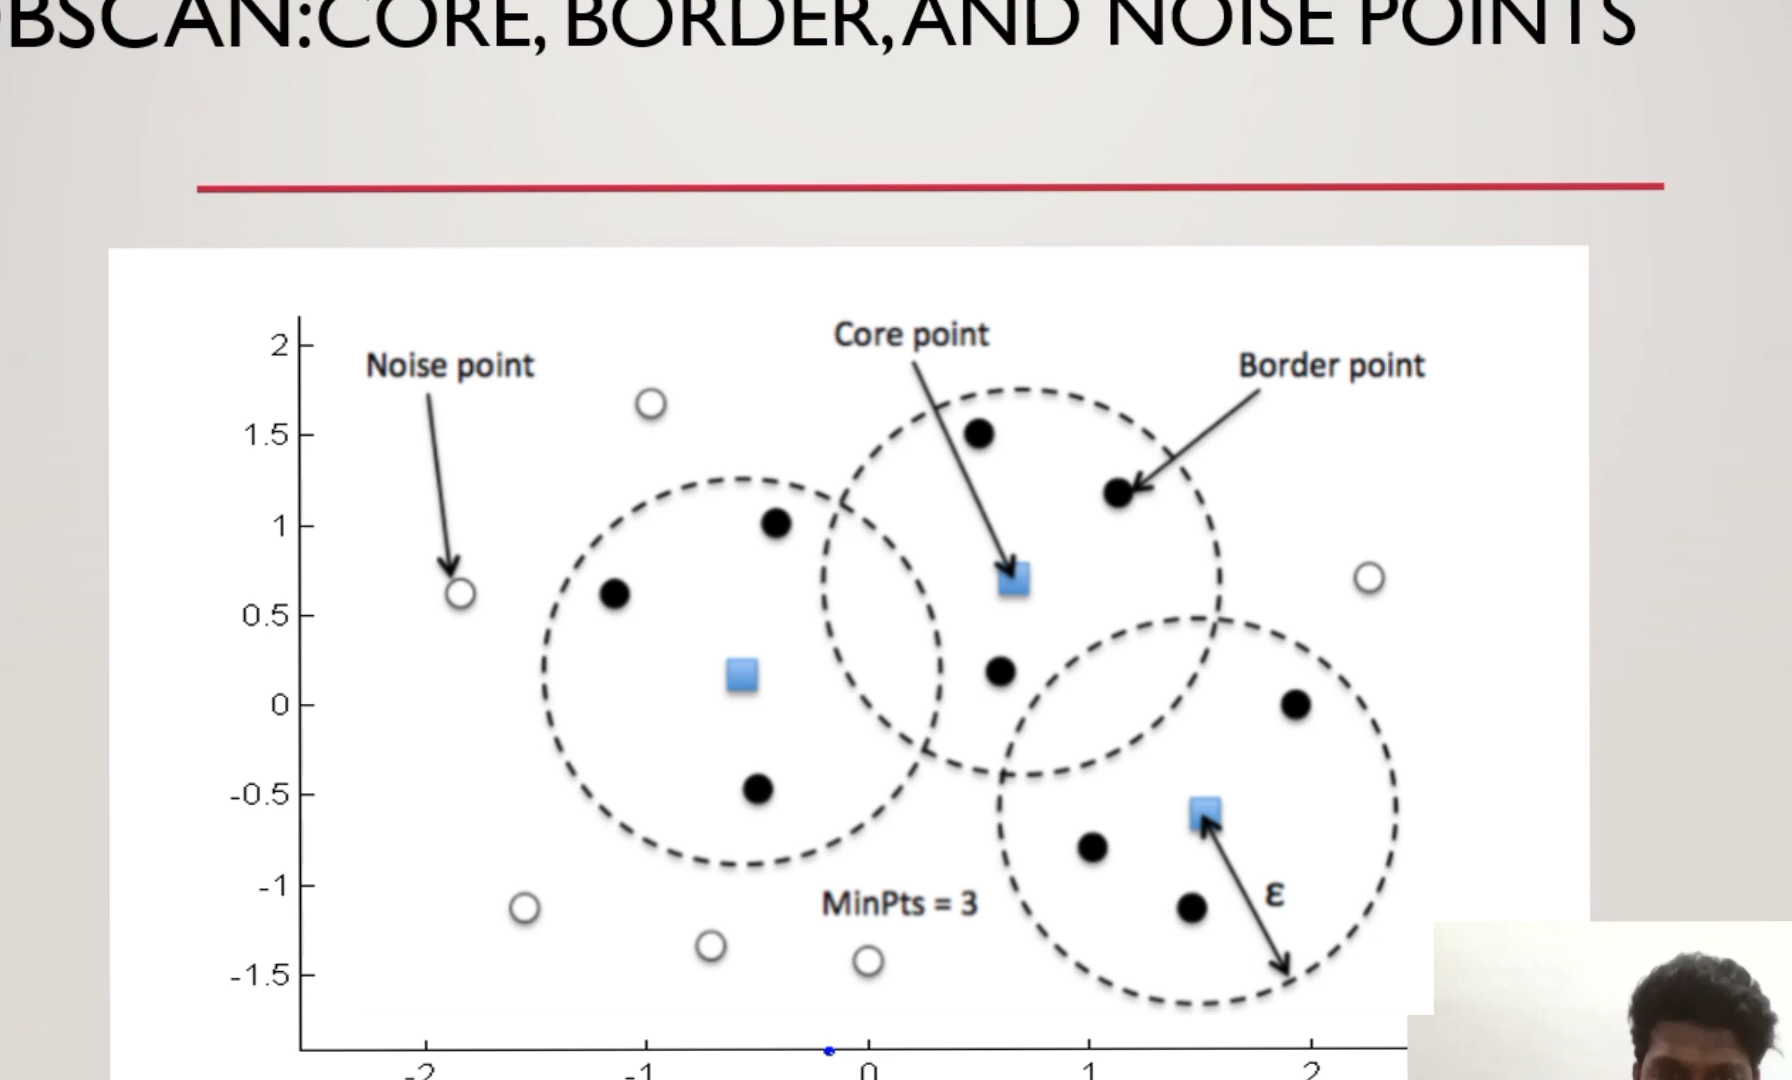 DBSCAN:CORE, BORDER, AND NOISE POINTS
Core point
Noise point
Border point
2
1.5
1
0.5
0
-0.5
-1
-1.5
ε
MinPts = 3
-2
-1
0
1
2